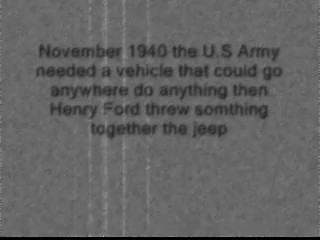 November 1940 the U.S Army
needed a vehicle that could go
anywhere do anything then
Henry Ford threw somthing
together the jeep